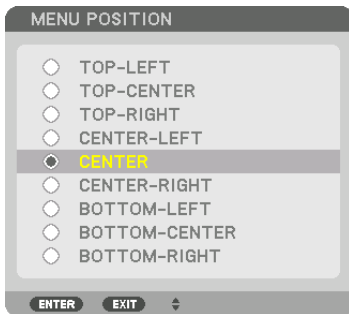 MENU POSITION
TOP-LEFT
TOP-CENTER
TOP-RIGHT
CENTER-LEFT
CENTER
CENTER-RIGHT
BOTTOM-LEFT
BOTTOM-CENTER
BOTTOM-RIGHT
ENTER EXIT